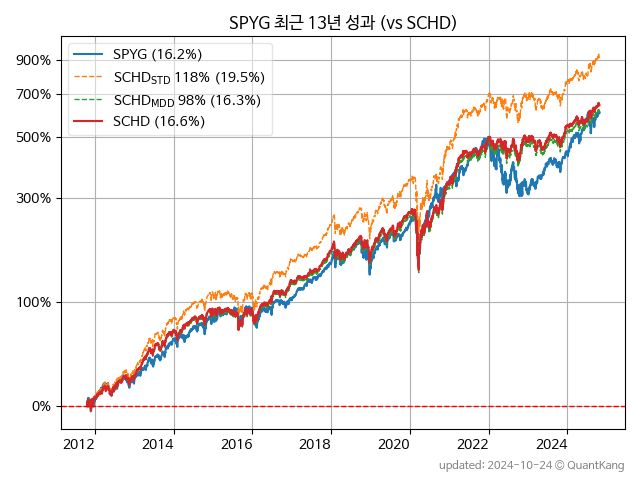 SPYG 최근 13년 성과 (vs SCHD)
SPYG (16.2%)
SCHD_STD 118% (19.5%)
SCHD_MDD 98% (16.3%)
SCHD (16.6%)
900%
700%
500%
300%
100%
0%
2012 2014 2016 2018 2020 2022 2024
updated: 2024-10-24 © QuantKang